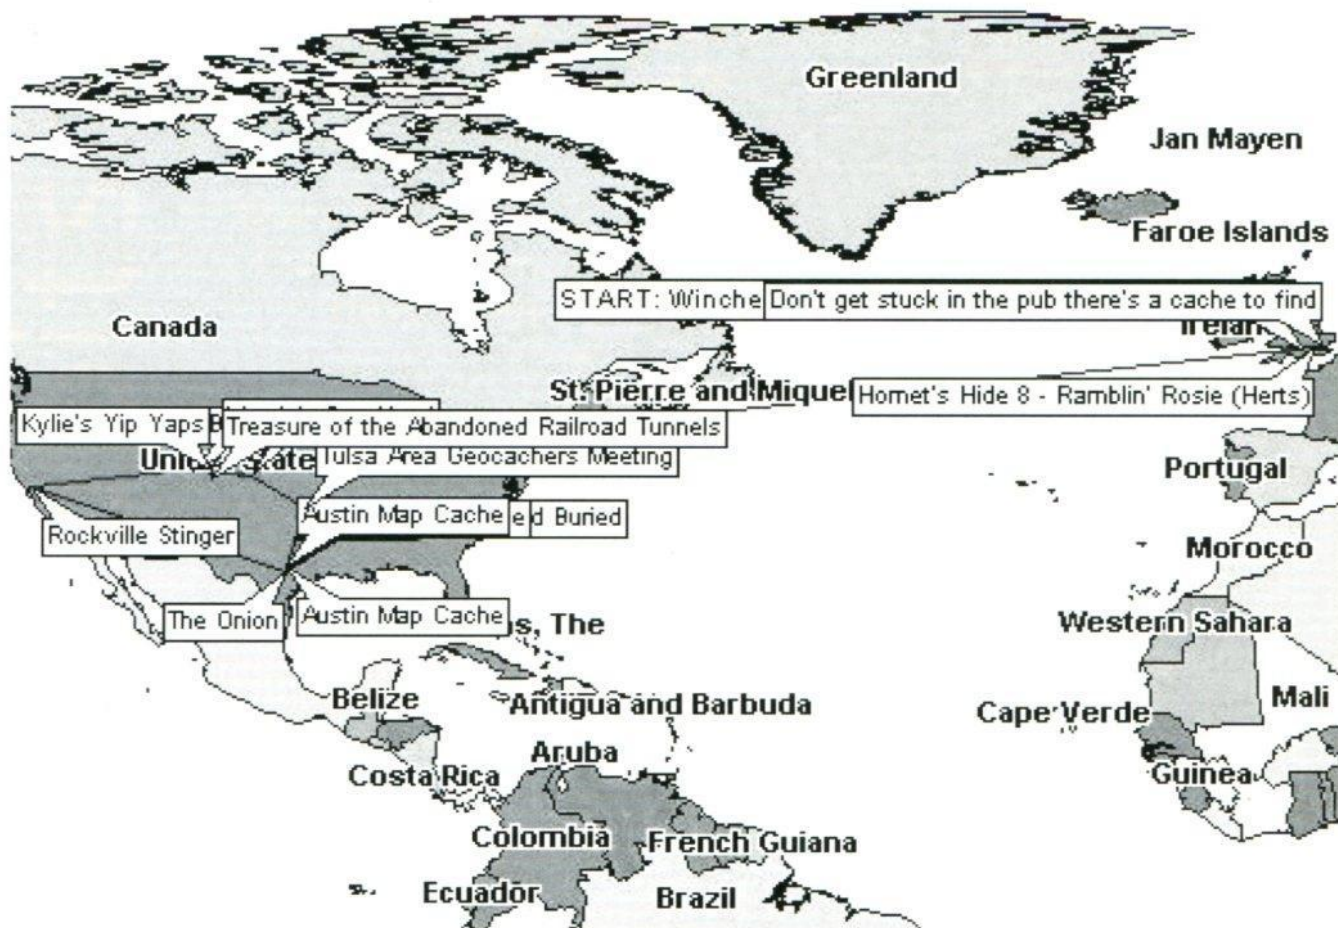 Greenland
Jan Mayen
Faroe Islands
START: Winche
Don't get stuck in the pub there's a cache to find
Canada
Irelan
St. Pierre and Miquel
Hornet's Hide 8 - Ramblin' Rosie (Herts)
Kylie's Yip Yaps
B
Treasure of the Abandoned Railroad Tunnels
United State
Tulsa Area Geocachers Meeting
Portugal
Austin Map Cache
e
d Buried
Rockville Stinger
Morocco
The Onion
Austin Map Cache
s, The
Western Sahara
Belize
Antigua and Barbuda
Mali
Cape Verde
Aruba
Costa Rica
Guinea
Colombia
French Guiana
Ecuador
Brazil